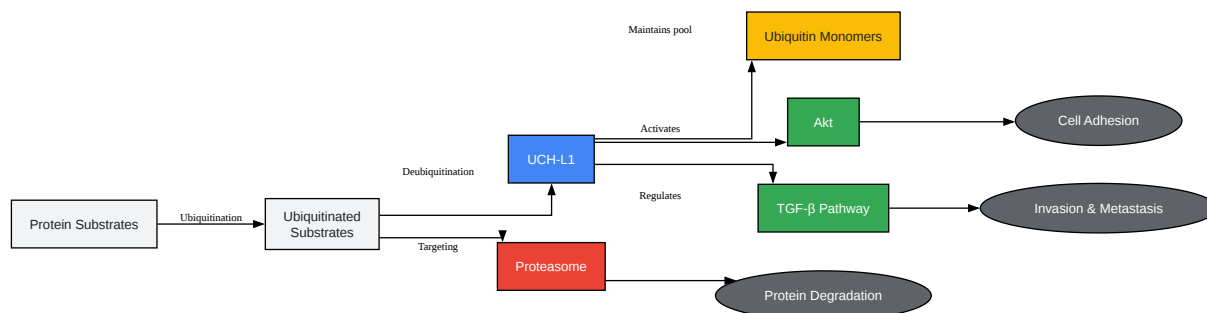 Maintains pool
Ubiquitin Monomers
Activates
Akt
Cell Adhesion
UCH-L1
Deubiquitination
Regulates
TGF-β Pathway
Invasion & Metastasis
Protein Substrates
Ubiquitination
Ubiquitinated
Substrates
Targeting
Proteasome
Protein Degradation